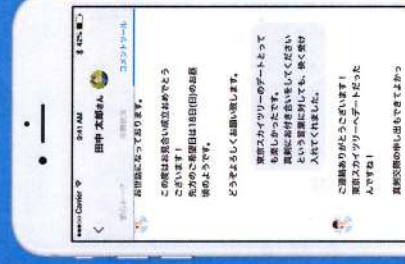 Carrier
9:41 AM
42%
田中 太郎さん
コメントツール
お世話になっております。
この度はお見合い成立おめでとう
ございます！
先方のご希望日は18日(日)のお昼
頃のようです。
どうぞよろしくお願い致します。
東京スカイツリーのデートとって
も楽しかったです。
真剣にお付き合いをしてください
という言葉に対しても、快く受け
入れてくれました。
ご連絡ありがとうございます！
東京スカイツリーへデートだった
んですね！
真剣交際の申し出もできてよかっ